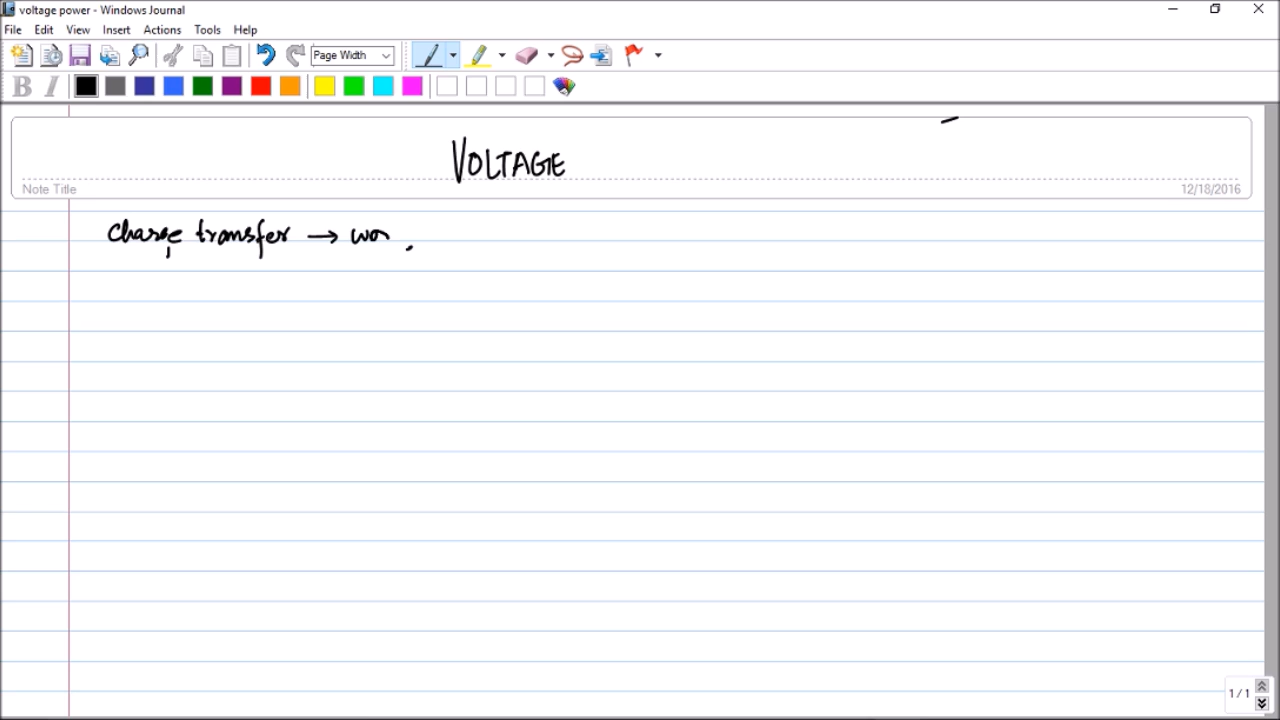 voltage power - Windows Journal
File Edit View Insert Actions Tools Help
Page Width
B I
VOLTAGE
Note Title
12/18/2016
Charge transfer → wor
1 / 1